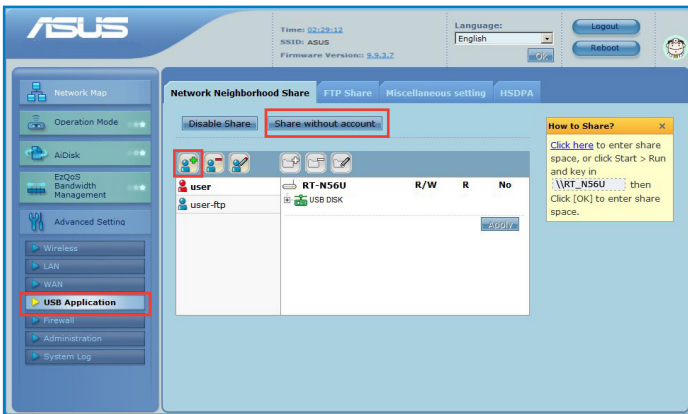 ASUS
Time: 02:29:12
SSID: ASUS
Firmware Version:: 9.9.3.7
Language:
English
OK
Logout
Reboot
Network Map
Operation Mode
AiDisk
EzQoS
Bandwidth
Management
Advanced Setting
Wireless
LAN
WAN
USB Application
Firewall
Administration
System Log
Network Neighborhood Share FTP Share Miscellaneous setting HSDPA
Disable Share Share without account
user
user-ftp
RT-N56U R/W R No
USB DISK
Apply
How to Share? ×
Click here to enter share
space, or click Start > Run
and key in
\\RT_N56U then
Click [OK] to enter share
space.